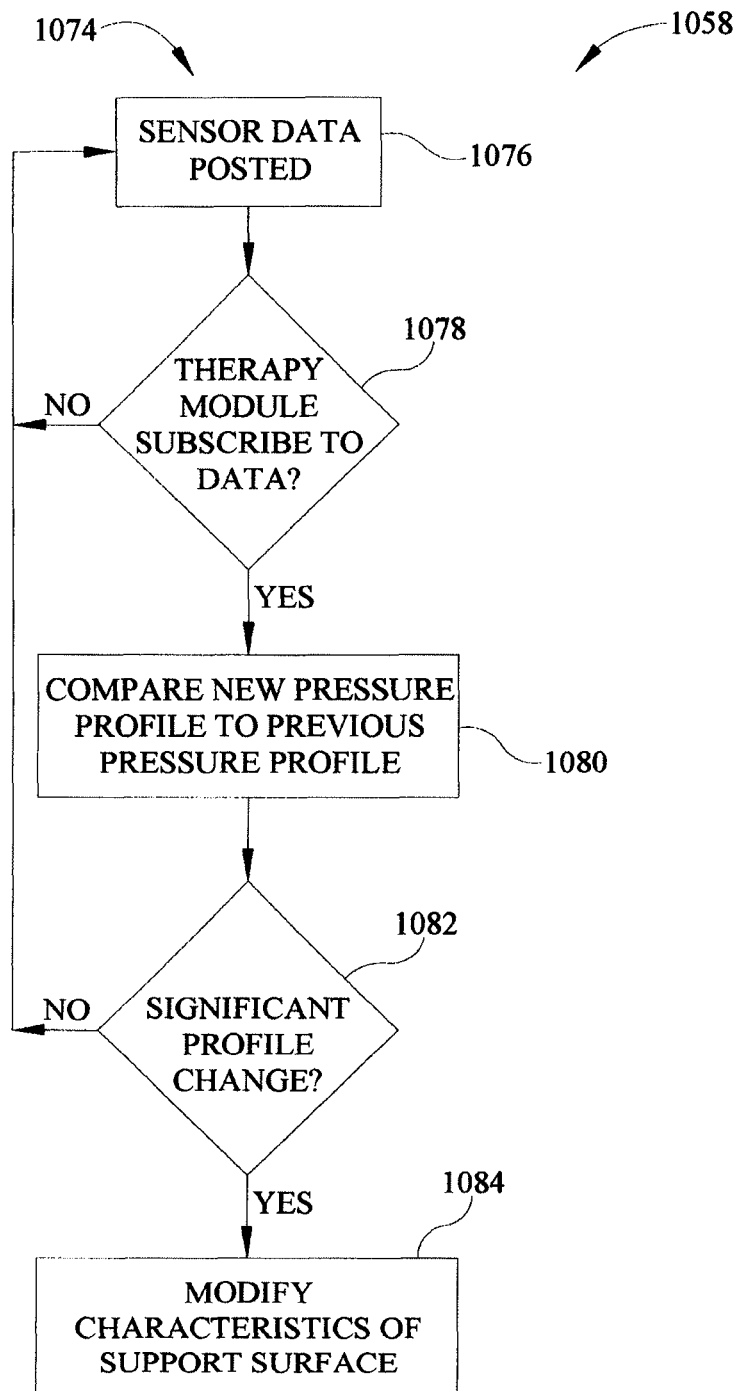 1074
1058
SENSOR DATA
POSTED
1076
1078
THERAPY
MODULE
SUBSCRIBE TO
DATA?
NO
YES
COMPARE NEW PRESSURE
PROFILE TO PREVIOUS
PRESSURE PROFILE
1080
1082
SIGNIFICANT
PROFILE
CHANGE?
NO
YES
1084
MODIFY
CHARACTERISTICS OF
SUPPORT SURFACE